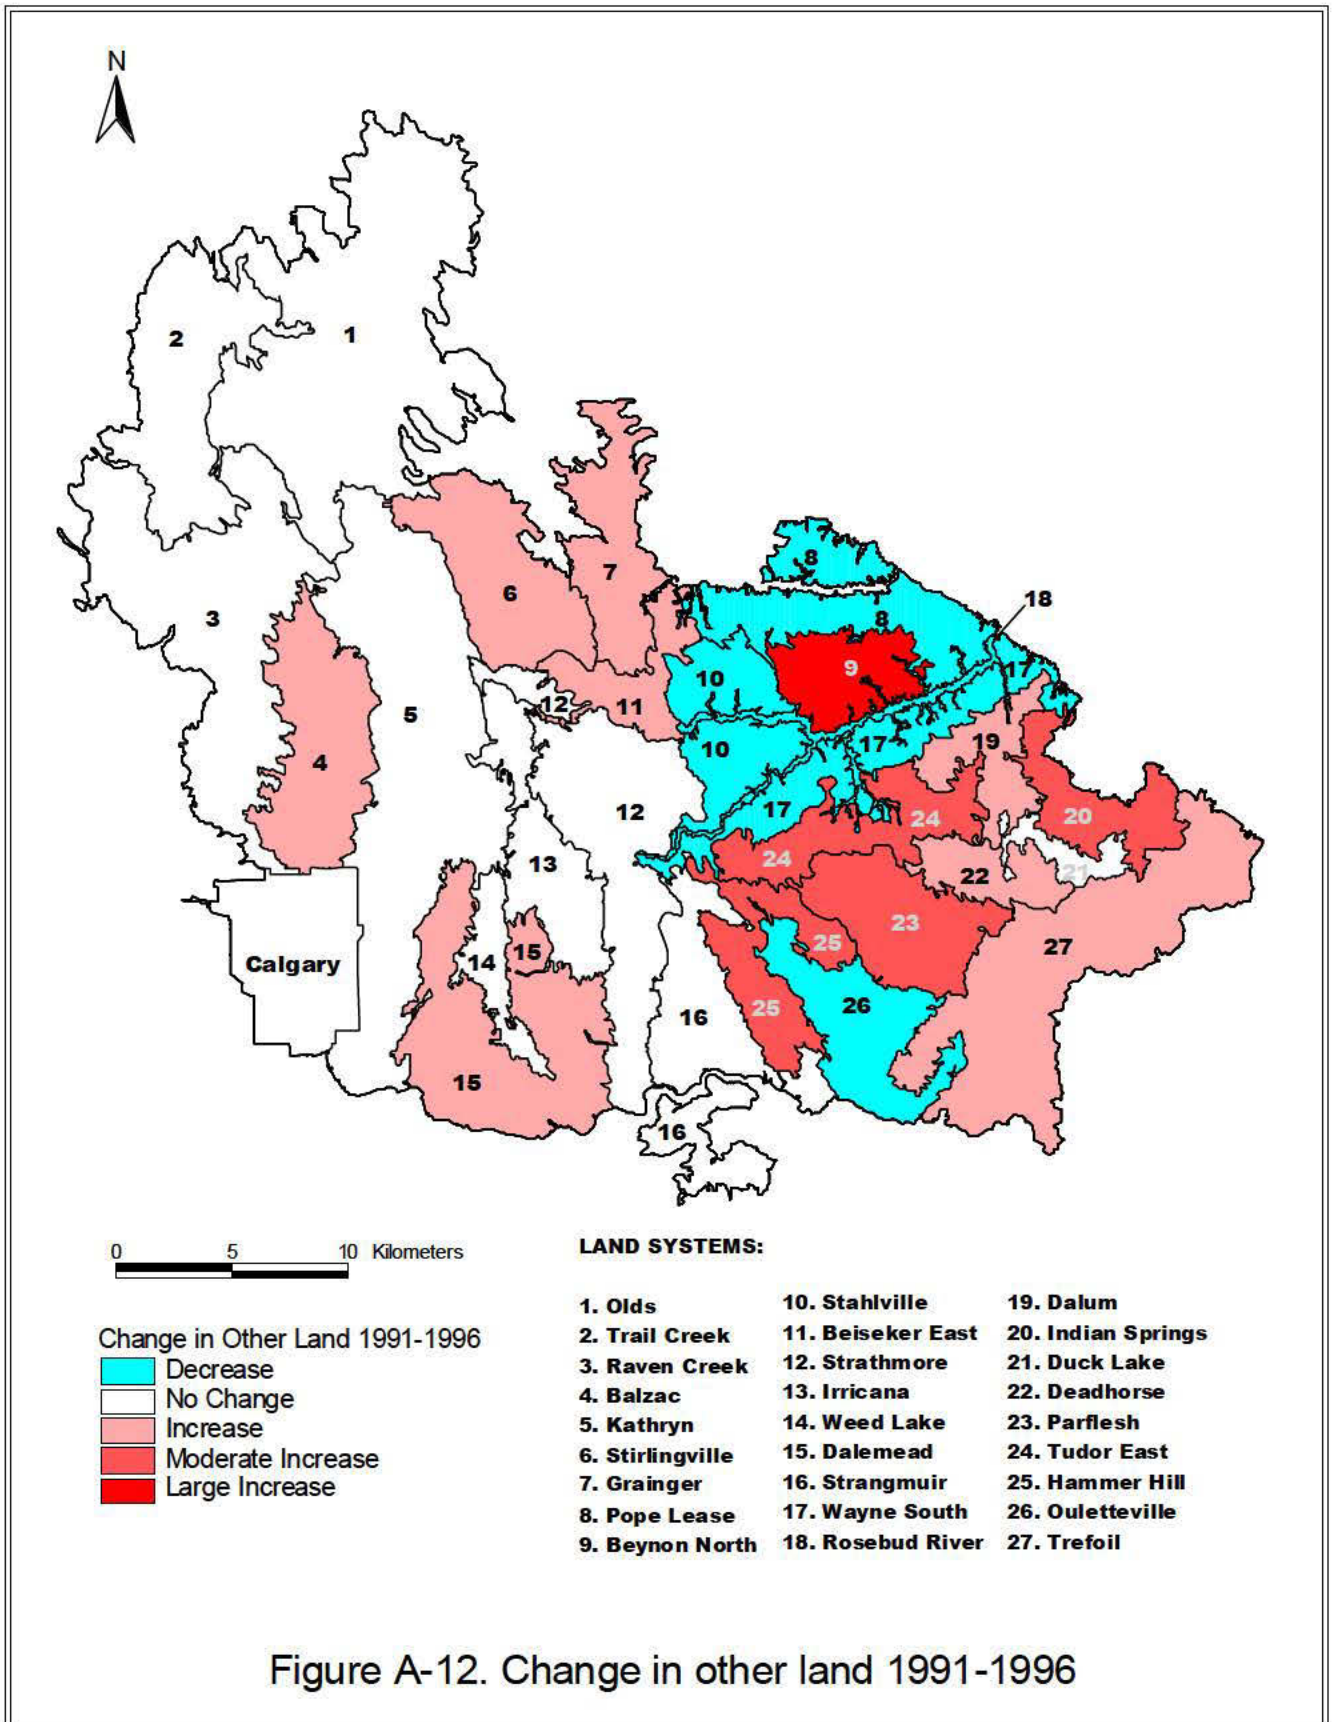 N
2
1
8
7
18
6
3
8
17
9
10
12
11
5
19
10
17
4
20
12
17
24
13
24
21
22
23
25
27
15
14
Calgary
26
25
16
15
16
0 5 10 Kilometers
LAND SYSTEMS:
1. Olds
2. Trail Creek
3. Raven Creek
4. Balzac
5. Kathryn
6. Stirlingville
7. Grainger
8. Pope Lease
9. Beynon North
10. Stahlville
11. Beiseker East
12. Strathmore
13. Irricana
14. Weed Lake
15. Dalemead
16. Strangmuir
17. Wayne South
18. Rosebud River
19. Dalum
20. Indian Springs
21. Duck Lake
22. Deadhorse
23. Parflesh
24. Tudor East
25. Hammer Hill
26. Ouletteville
27. Trefoil
Change in Other Land 1991-1996
Decrease
No Change
Increase
Moderate Increase
Large Increase
Figure A-12. Change in other land 1991-1996